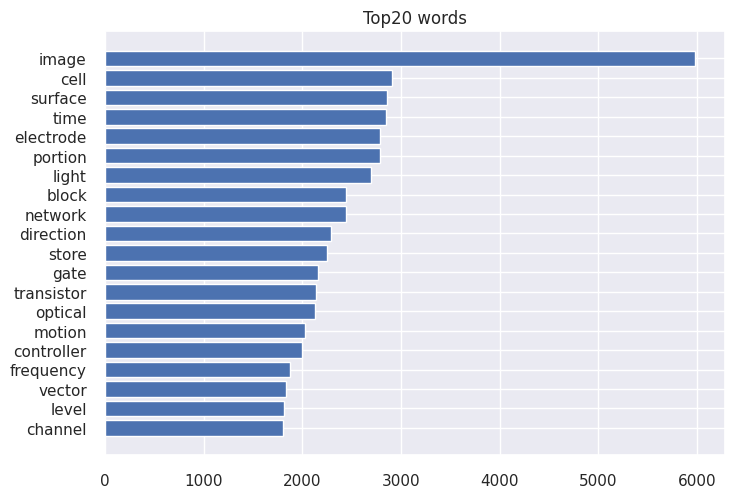 Top20 words
image
cell
surface
time
electrode
portion
light
block
network
direction
store
gate
transistor
optical
motion
controller
frequency
vector
level
channel
0 1000 2000 3000 4000 5000 6000